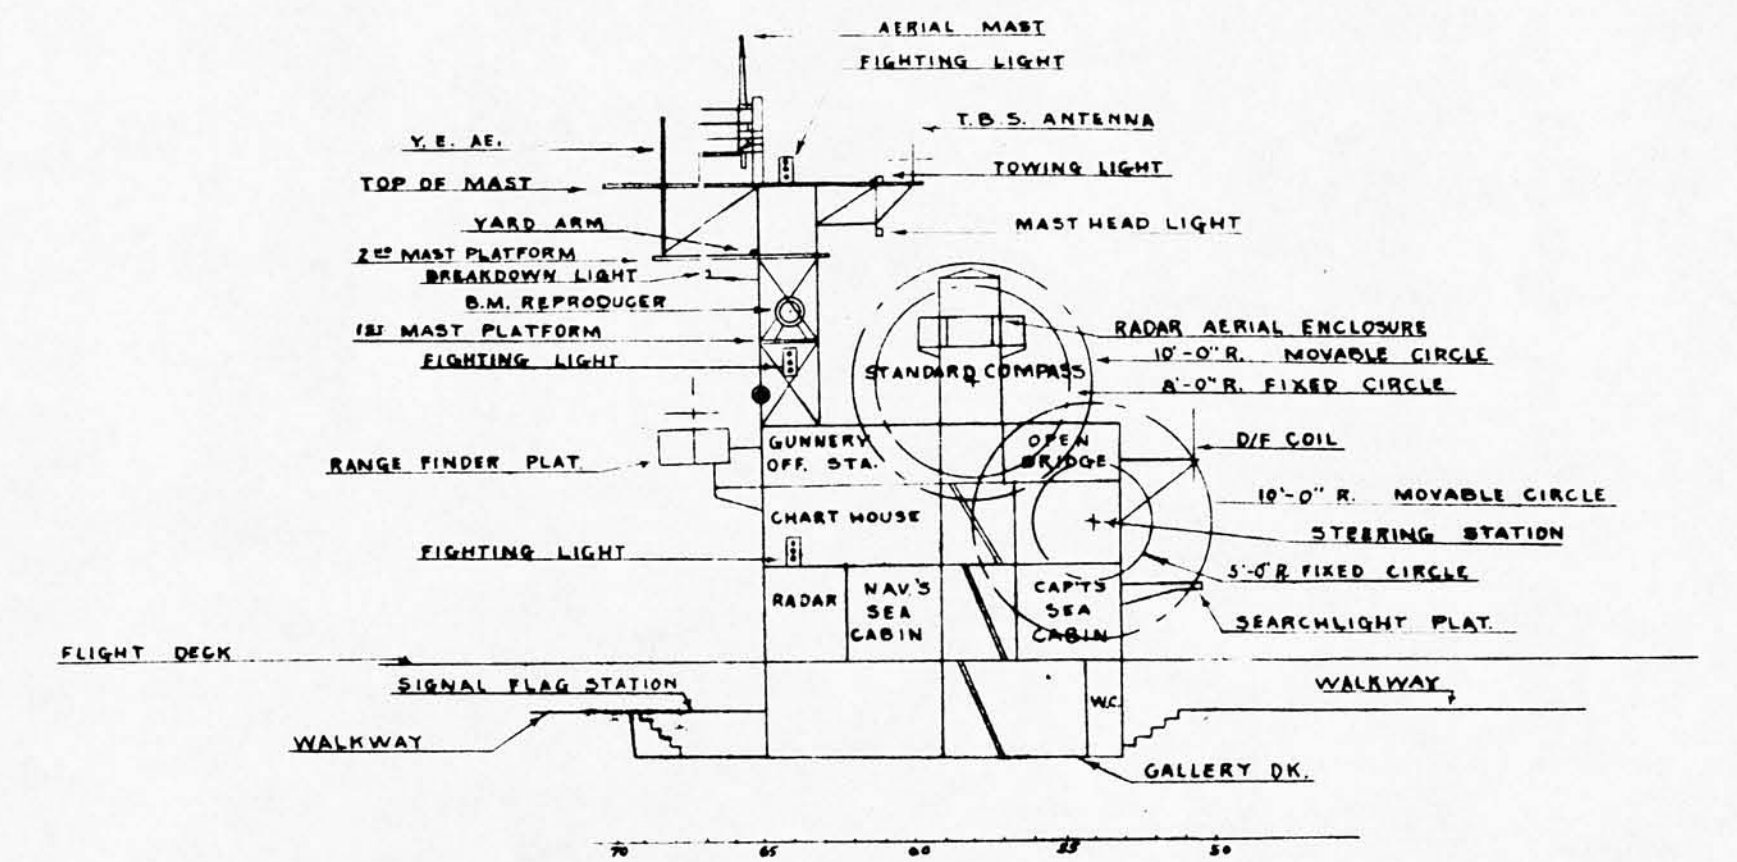 AERIAL MAST
FIGHTING LIGHT
T.B.S. ANTENNA
Y. E. AE.
TOWING LIGHT
TOP OF MAST
YARD ARM
MAST HEAD LIGHT
2ND MAST PLATFORM
BREAKDOWN LIGHT
B.M. REPRODUCER
1ST MAST PLATFORM
RADAR AERIAL ENCLOSURE
FIGHTING LIGHT
10'-0" R. MOVABLE CIRCLE
STANDARD COMPASS
8'-0" R. FIXED CIRCLE
GUNNERY
OFF. STA.
OPEN
BRIDGE
D/F COIL
RANGE FINDER PLAT.
10'-0" R. MOVABLE CIRCLE
CHART HOUSE
STEERING STATION
FIGHTING LIGHT
5'-0" R FIXED CIRCLE
RADAR
NAV.'S
SEA
CABIN
CAPTS
SEA
CABIN
SEARCHLIGHT PLAT.
FLIGHT DECK
SIGNAL FLAG STATION
WALKWAY
W.C.
WALKWAY
GALLERY DK.
70 65 60 55 50